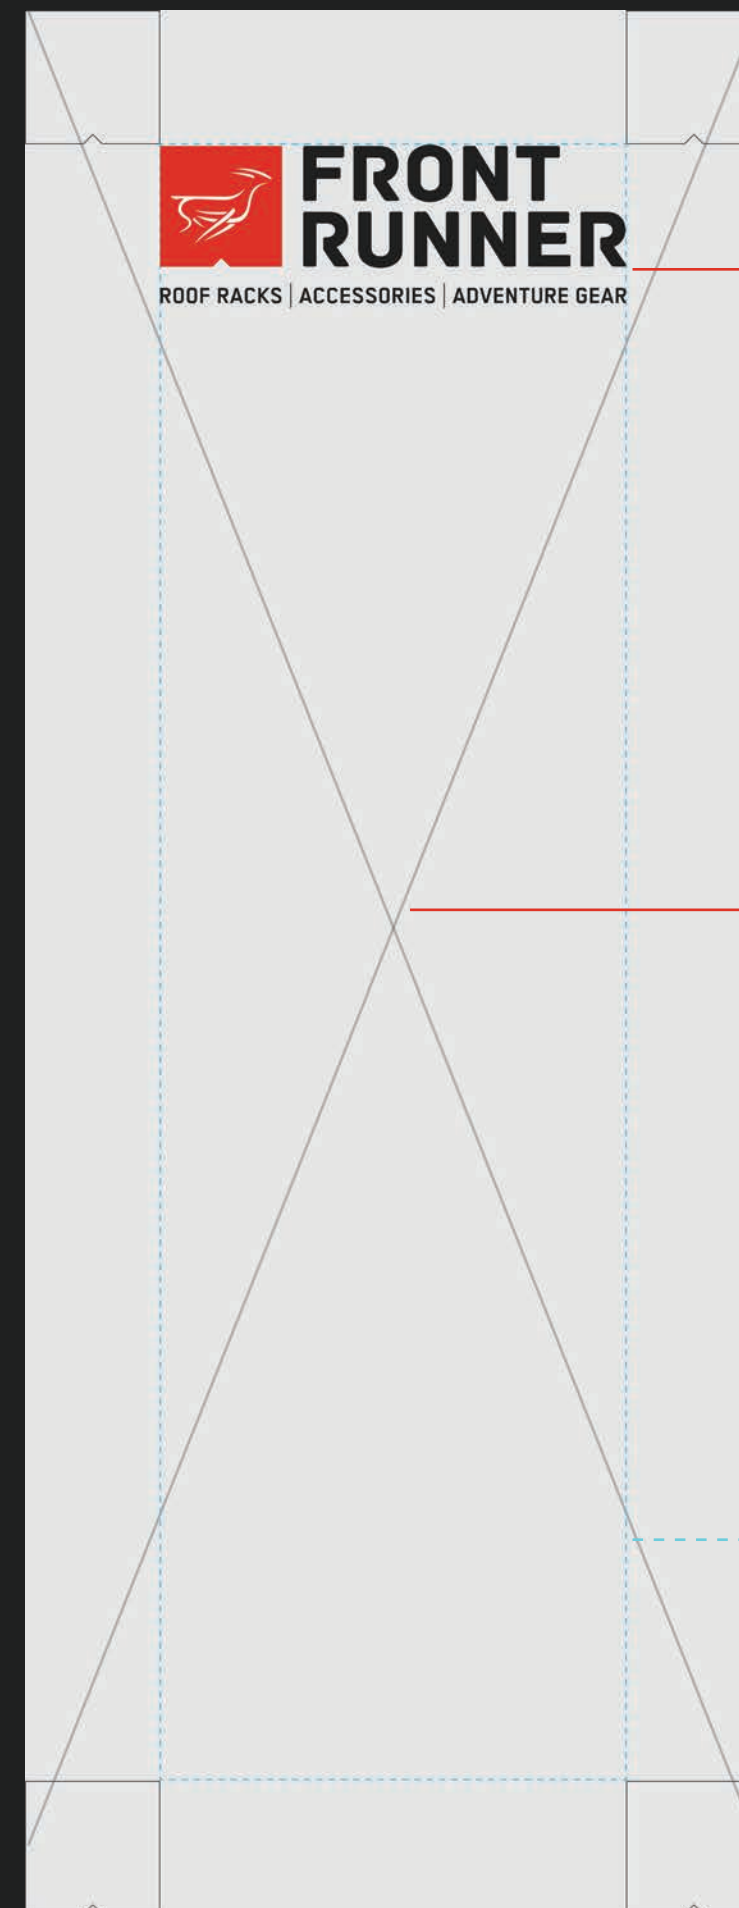 FRONT
RUNNER
ROOF RACKS | ACCESSORIES | ADVENTURE GEAR